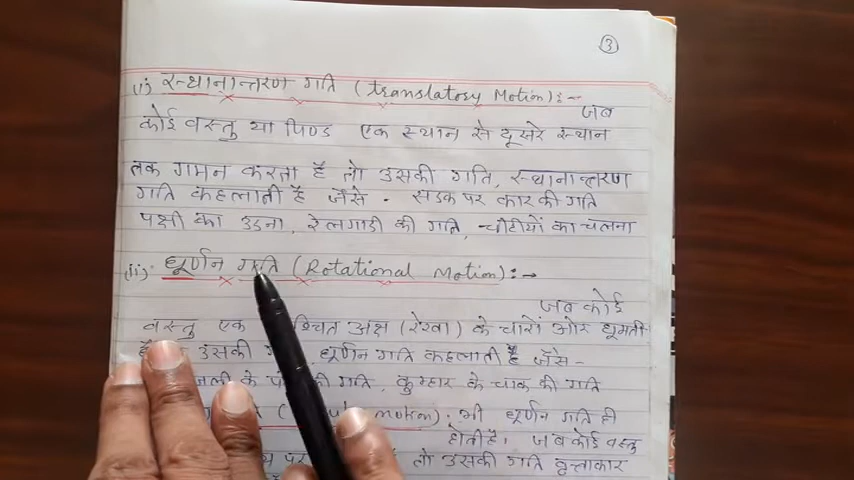 ③
(i) स्थानान्तरण गति (Translatory Motion):-
जब
कोई वस्तु या पिण्ड एक स्थान से दूसरे स्थान
तक गमन करता है तो उसकी गति, स्थानान्तरण
गति कहलाती है जैसे - सडक पर कार की गति
पक्षी का उडना, रेलगाडी की गति, चीटीयों का चलना
(ii). घूर्णन गति (Rotational Motion):→
जब कोई
वस्तु एक अक्ष (रेखा) के चारों ओर घूमती
उसकी घूर्णन गति कहलाती है जैसे-
के की गति, कुम्हार के चाक की गति
motion). भी घूर्णन गति ही
होती है। जब कोई वस्तु
पर तो उसकी गति वृत्ताकार